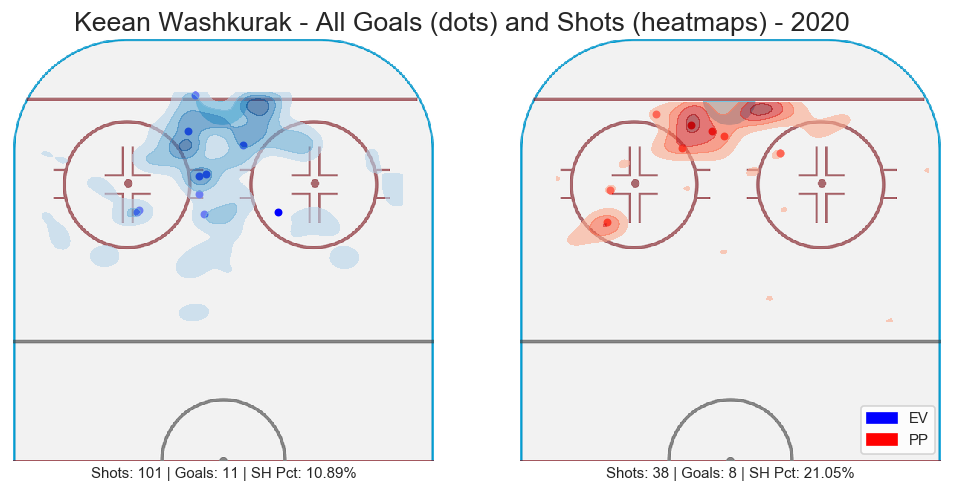 Keean Washkurak - All Goals (dots) and Shots (heatmaps) - 2020
EV
PP
Shots: 101 | Goals: 11 | SH Pct: 10.89%
Shots: 38 | Goals: 8 | SH Pct: 21.05%